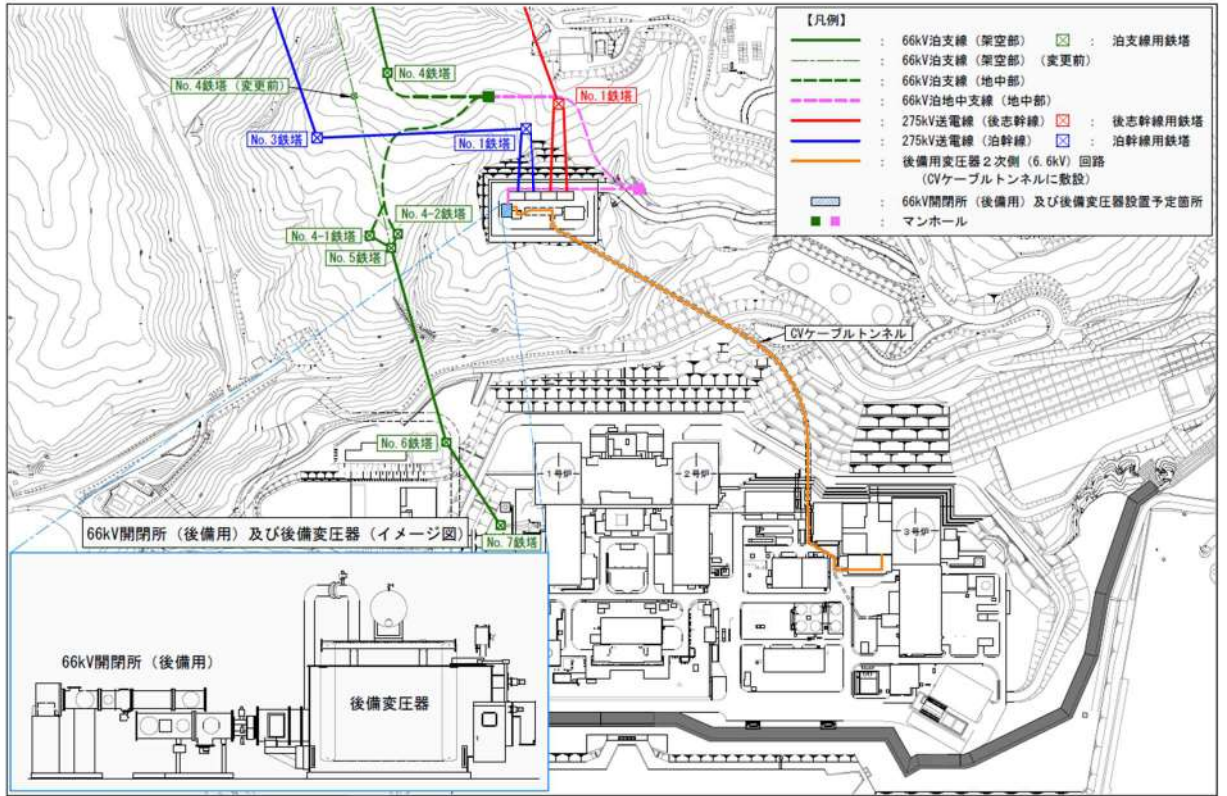 【凡例】
： 66kV泊支線（架空部） ： 泊支線用鉄塔
： 66kV泊支線（架空部）（変更前）
： 66kV泊支線（地中部）
： 66kV泊地中支線（地中部）
： 275kV送電線（後志幹線） ： 後志幹線用鉄塔
： 275kV送電線（泊幹線） ： 泊幹線用鉄塔
： 後備用変圧器２次側（6.6kV）回路
（CVケーブルトンネルに敷設）
： 66kV開閉所（後備用）及び後備変圧器設置予定箇所
： マンホール
No.4鉄塔
No.4鉄塔（変更前）
No.1鉄塔
No.3鉄塔
No.1鉄塔
No.4-2鉄塔
No.4-1鉄塔
No.5鉄塔
CVケーブルトンネル
No.6鉄塔
1号炉
2号炉
3号炉
No.7鉄塔
66kV開閉所（後備用）及び後備変圧器（イメージ図）
66kV開閉所（後備用）
後備変圧器